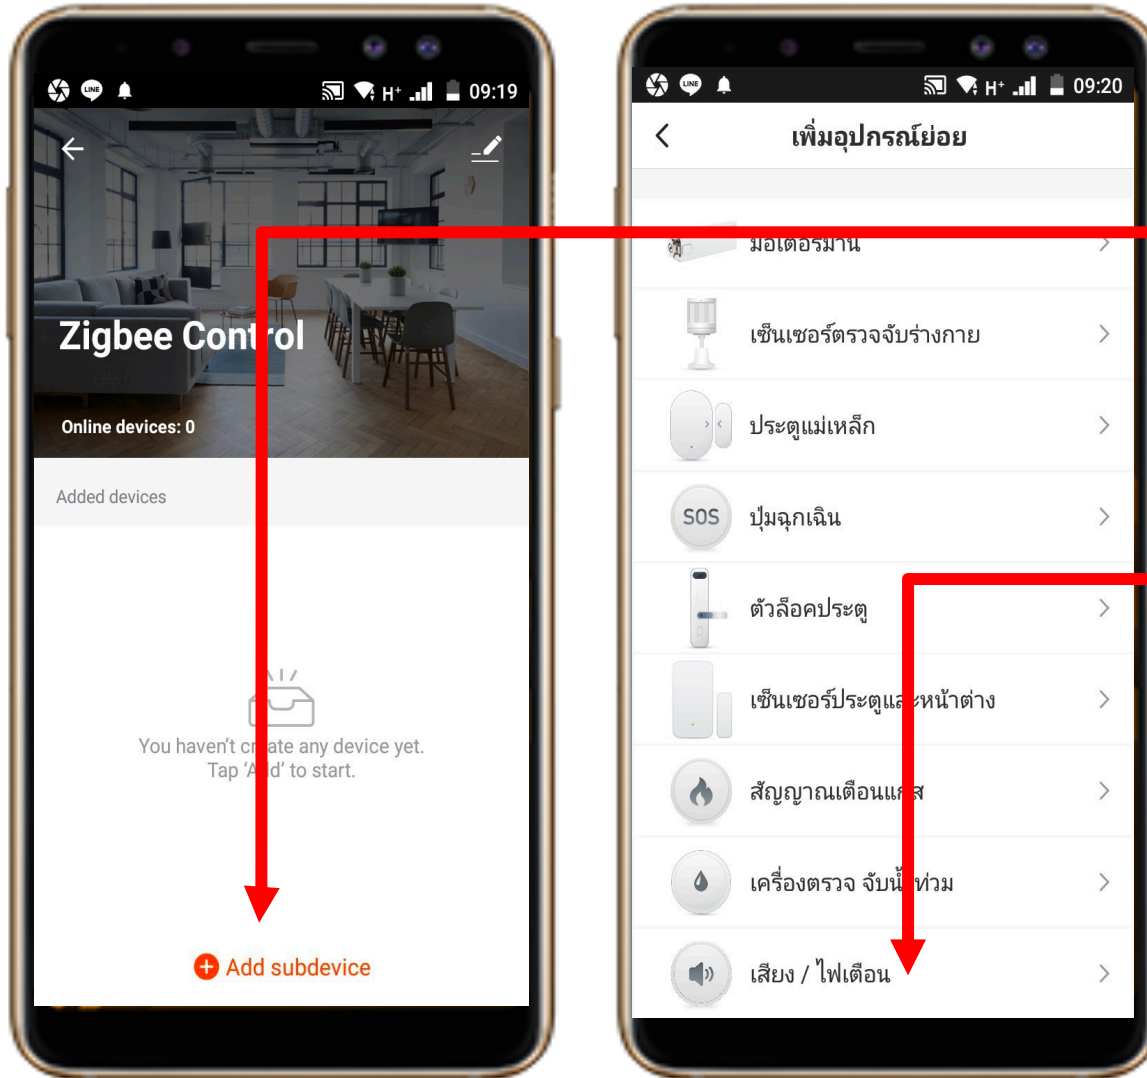 LINE
H+
09:19
Zigbee Control
Online devices: 0
Added devices
You haven't create any device yet.
Tap 'Add' to start.
Add subdevice
LINE
H+
09:20
เพิ่มอุปกรณ์ย่อย
มอเตอร์ม่าน
เซ็นเซอร์ตรวจจับร่างกาย
ประตูแม่เหล็ก
SOS
ปุ่มฉุกเฉิน
ตัวล็อคประตู
เซ็นเซอร์ประตูและหน้าต่าง
สัญญาณเตือนแก๊ส
เครื่องตรวจ จับน้ำท่วม
เสียง / ไฟเตือน